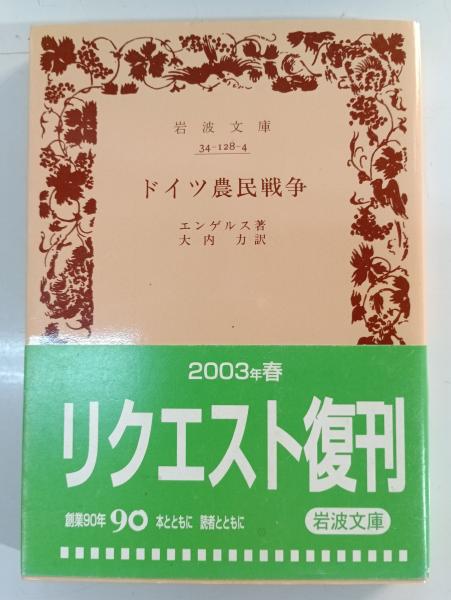 岩波文庫
34-128-4
ドイツ農民戦争
エンゲルス著
大内力訳
2003年春
リクエスト復刊
創業90年 90 本とともに 読者とともに
岩波文庫